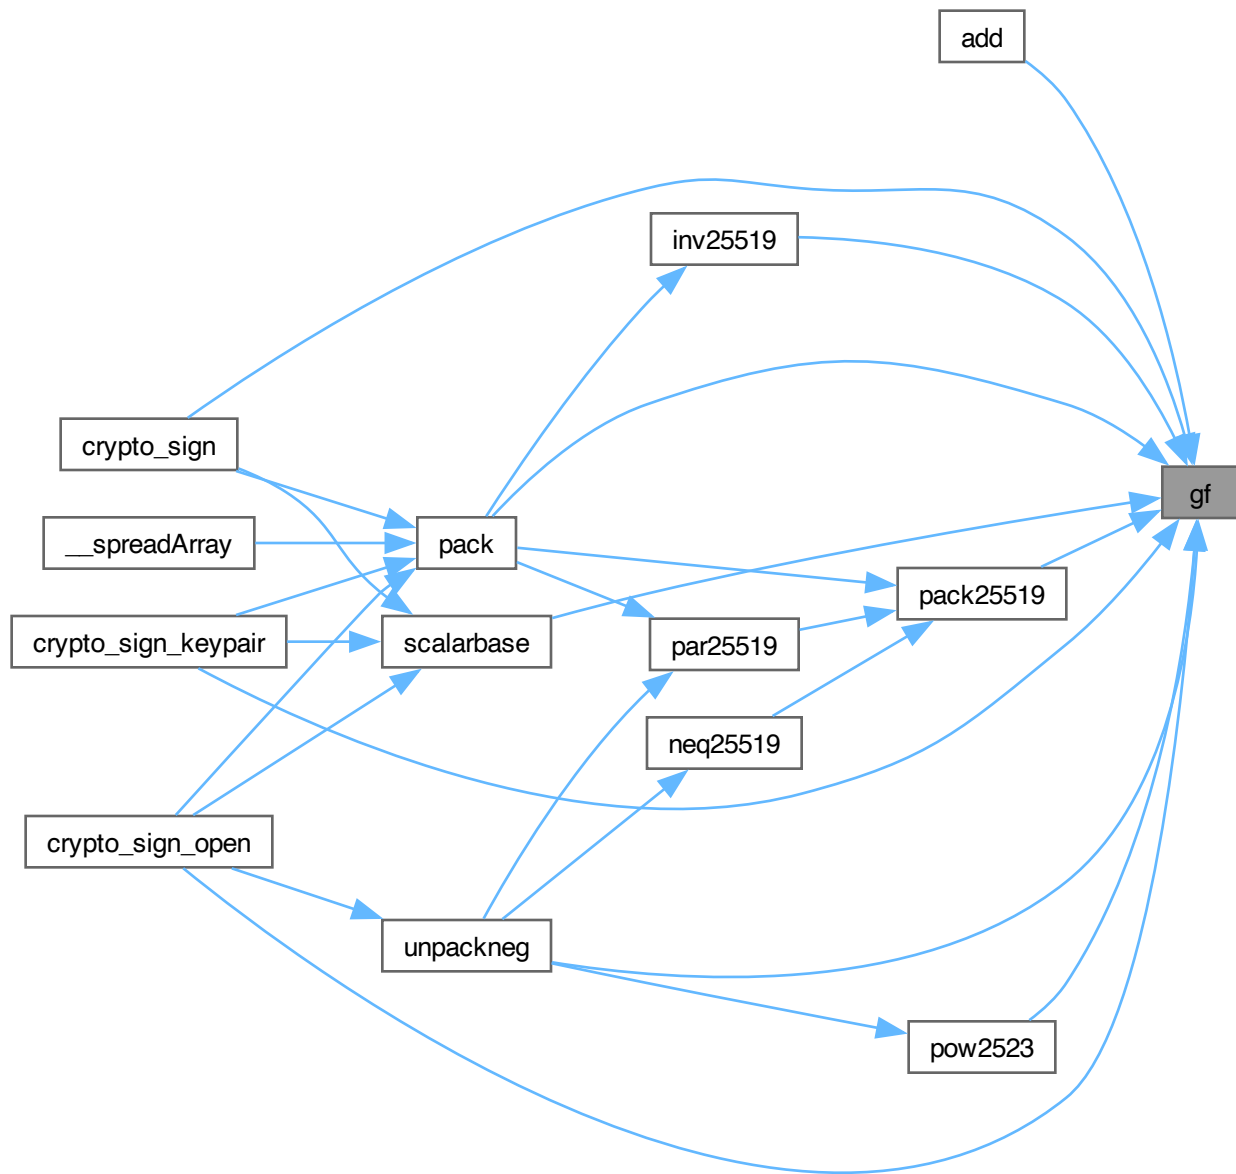 add
inv25519
crypto_sign
gf
__spreadArray
pack
pack25519
crypto_sign_keypair
scalarbase
par25519
neq25519
crypto_sign_open
unpackneg
pow2523